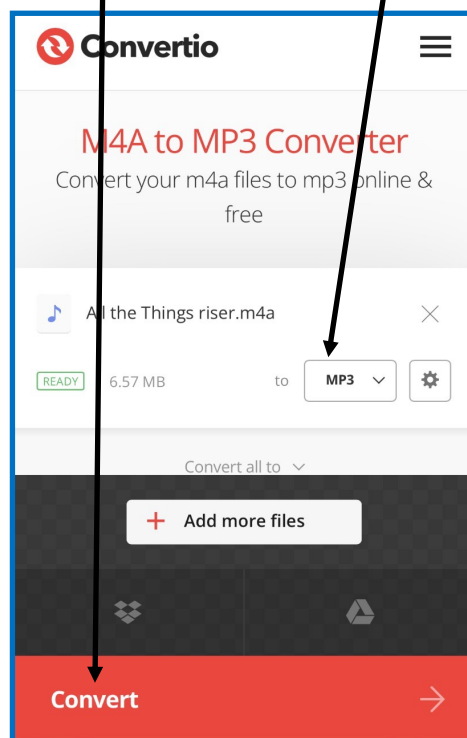 Convertio
M4A to MP3 Converter
Convert your m4a files to mp3 online &
free
All the Things riser.m4a
READY 6.57 MB to MP3
Convert all to
+ Add more files
Convert